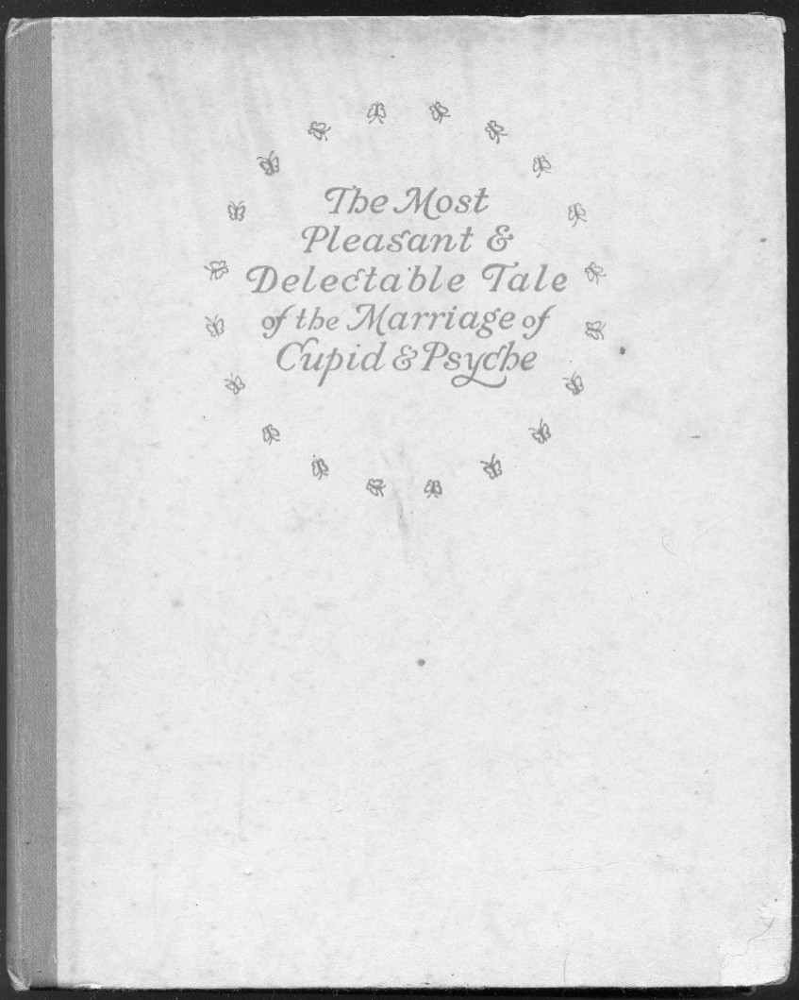 The Most
Pleasant &
Delectable Tale
of the Marriage of
Cupid & Psyche